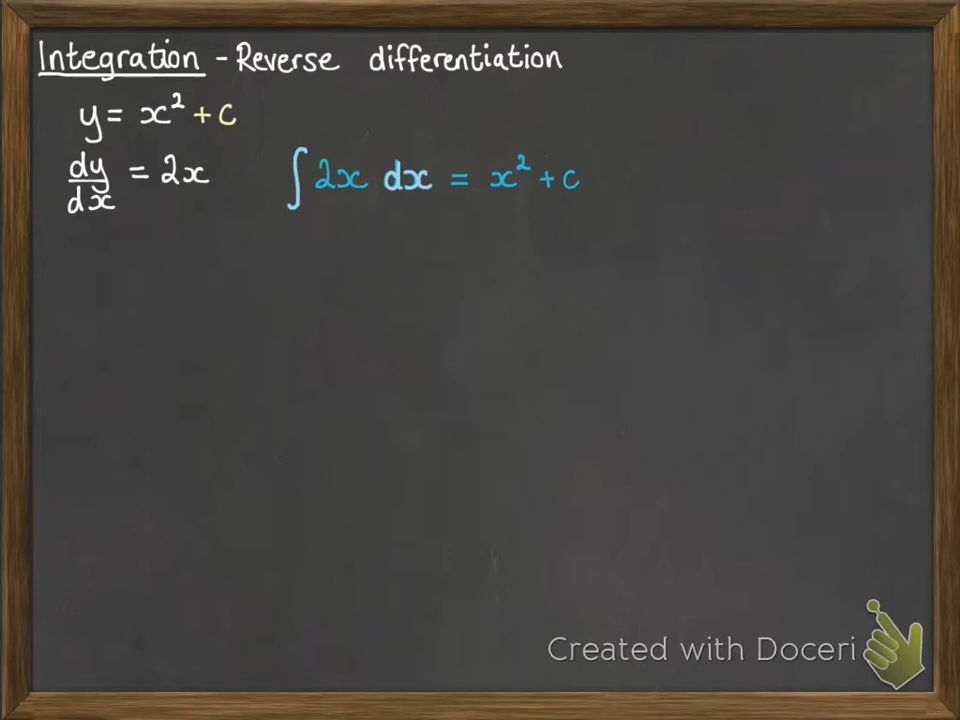 Integration - Reverse differentiation
y = x² + c
dy/dx = 2x ∫ 2x dx = x² + c
Created with Doceri